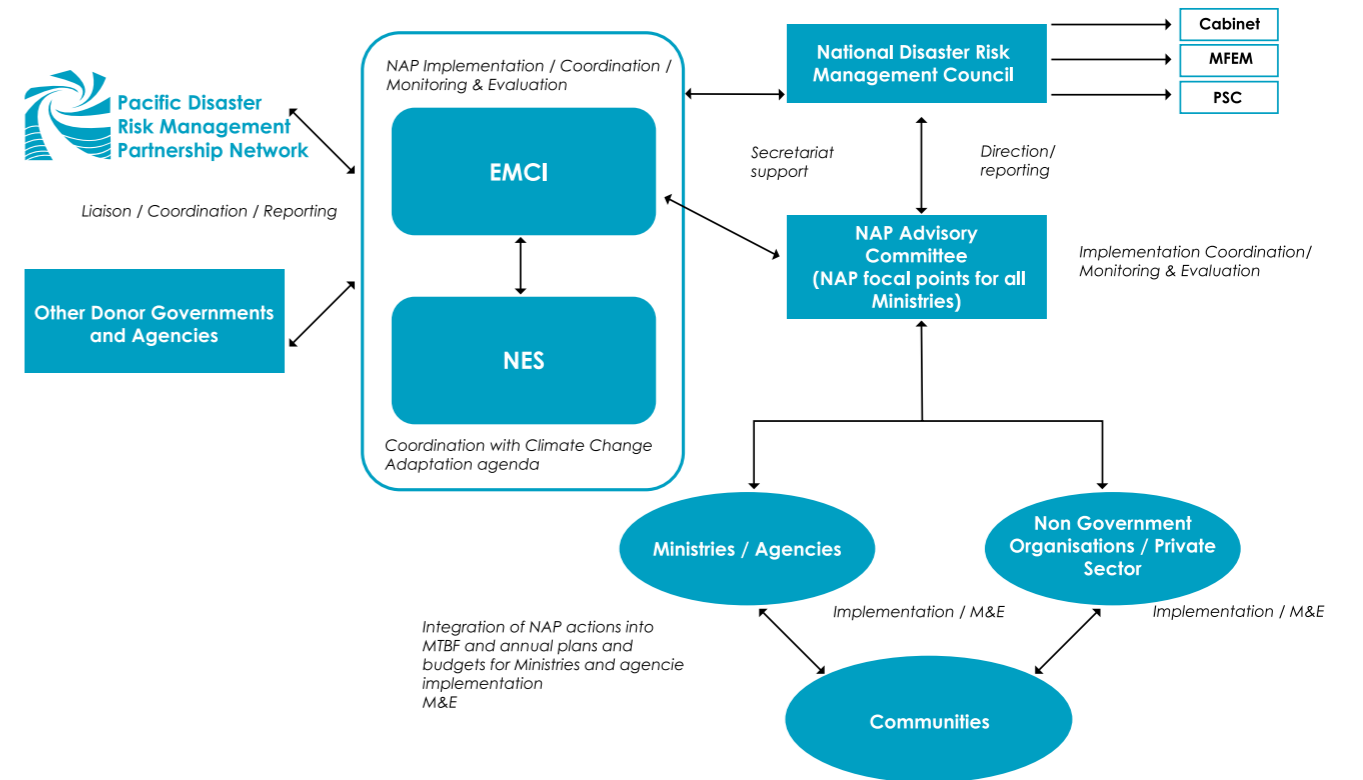 Pacific Disaster
Risk Management
Partnership Network
Liaison / Coordination / Reporting
Other Donor Governments
and Agencies
NAP Implementation / Coordination /
Monitoring & Evaluation
EMCI
NES
Coordination with Climate Change
Adaptation agenda
National Disaster Risk
Management Council
Cabinet
MFEM
PSC
Secretariat
support
Direction/
reporting
NAP Advisory
Committee
(NAP focal points for all
Ministries)
Implementation Coordination/
Monitoring & Evaluation
Ministries / Agencies
Non Government
Organisations / Private
Sector
Implementation / M&E
Implementation / M&E
Integration of NAP actions into
MTBF and annual plans and
budgets for Ministries and agencie
implementation
M&E
Communities